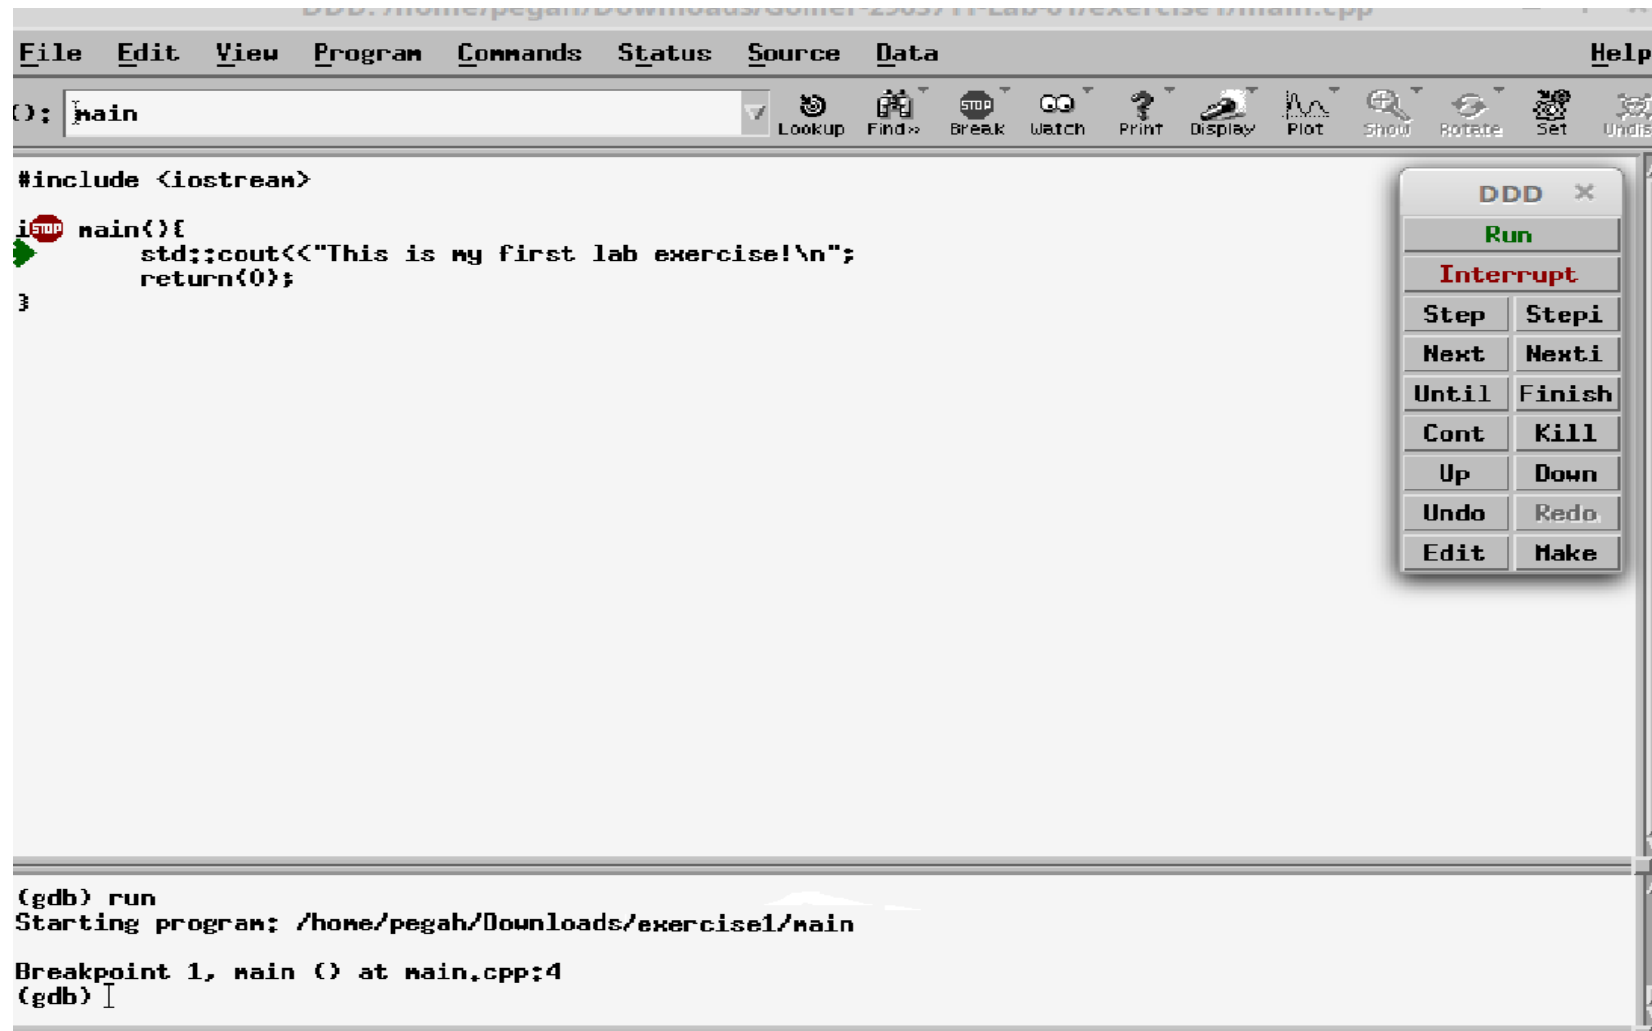 File Edit View Program Commands Status Source Data Help
(): main Lookup Find» Break Watch Print Display Plot Show Rotate Set
#include <iostream>
STOP main(){
std::cout<<"This is my first lab exercise!\n";
return(0);
}
DDD
Run
Interrupt
Step Stepi
Next Nexti
Until Finish
Cont Kill
Up Down
Undo Redo
Edit Make
(gdb) run
Starting program: /home/pegah/Downloads/exercise1/main
Breakpoint 1, main () at main.cpp:4
(gdb)